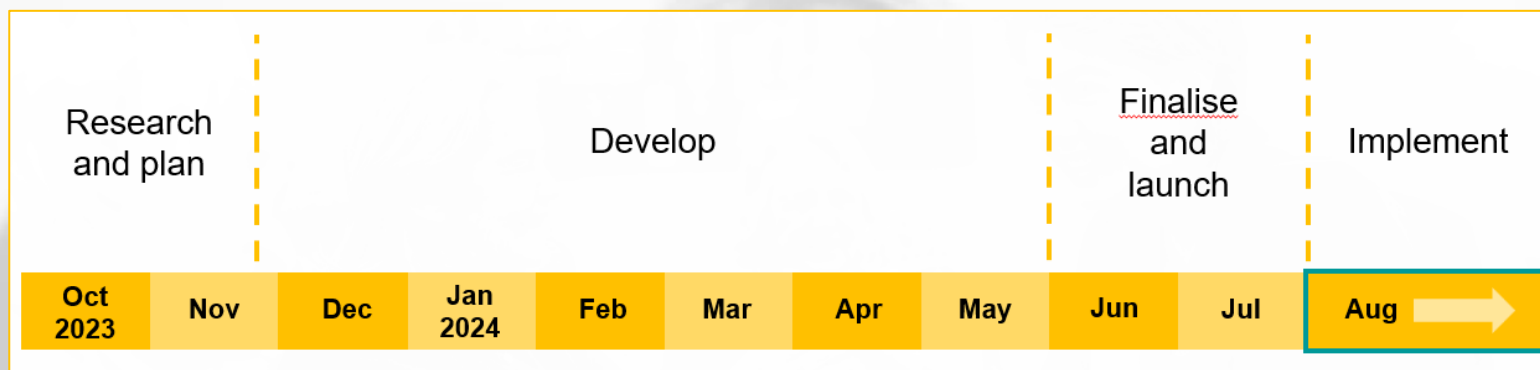 Research
and plan
Develop
Finalise
and
launch
Implement
Oct
2023
Nov
Dec
Jan
2024
Feb
Mar
Apr
May
Jun
Jul
Aug